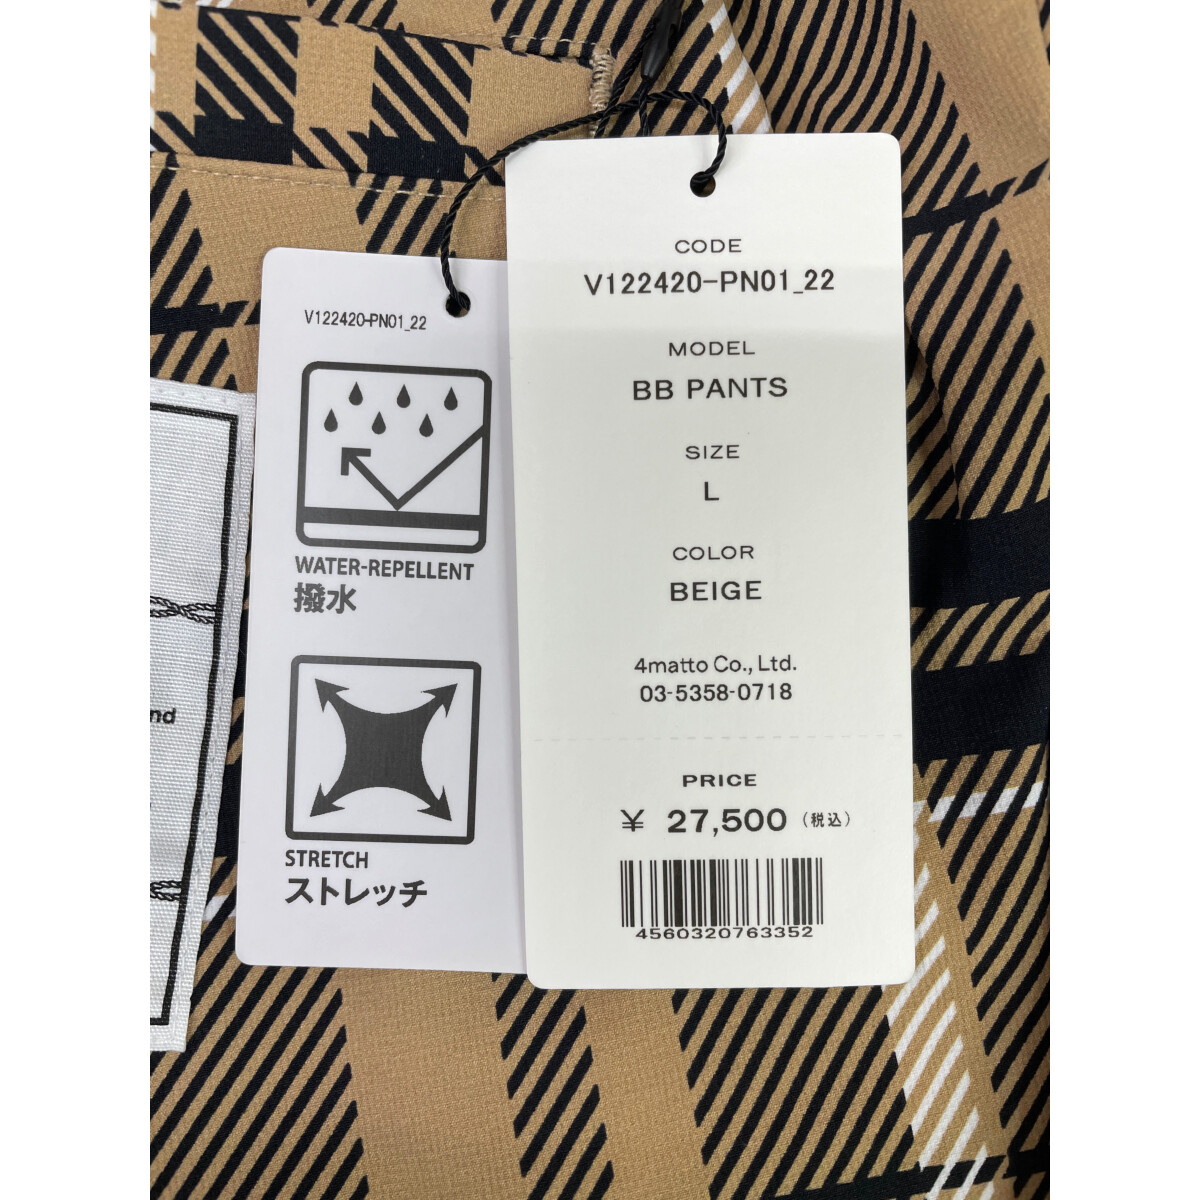 V122420-PN01_22
WATER-REPELLENT
撥水
STRETCH
ストレッチ
CODE
V122420-PN01_22
MODEL
BB PANTS
SIZE
L
COLOR
BEIGE
4matto Co., Ltd.
03-5358-0718
PRICE
¥ 27,500 (税込)
4560320763352
nd